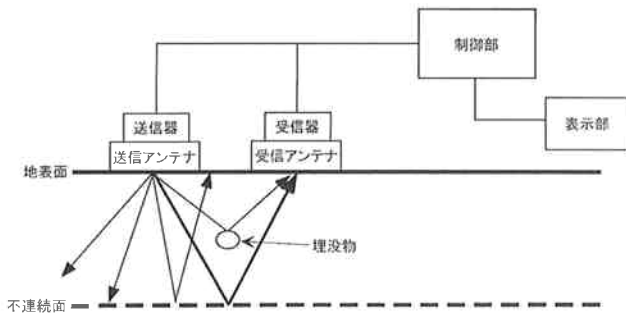 制御部
送信器
受信器
表示部
送信アンテナ
受信アンテナ
地表面
埋没物
不連続面